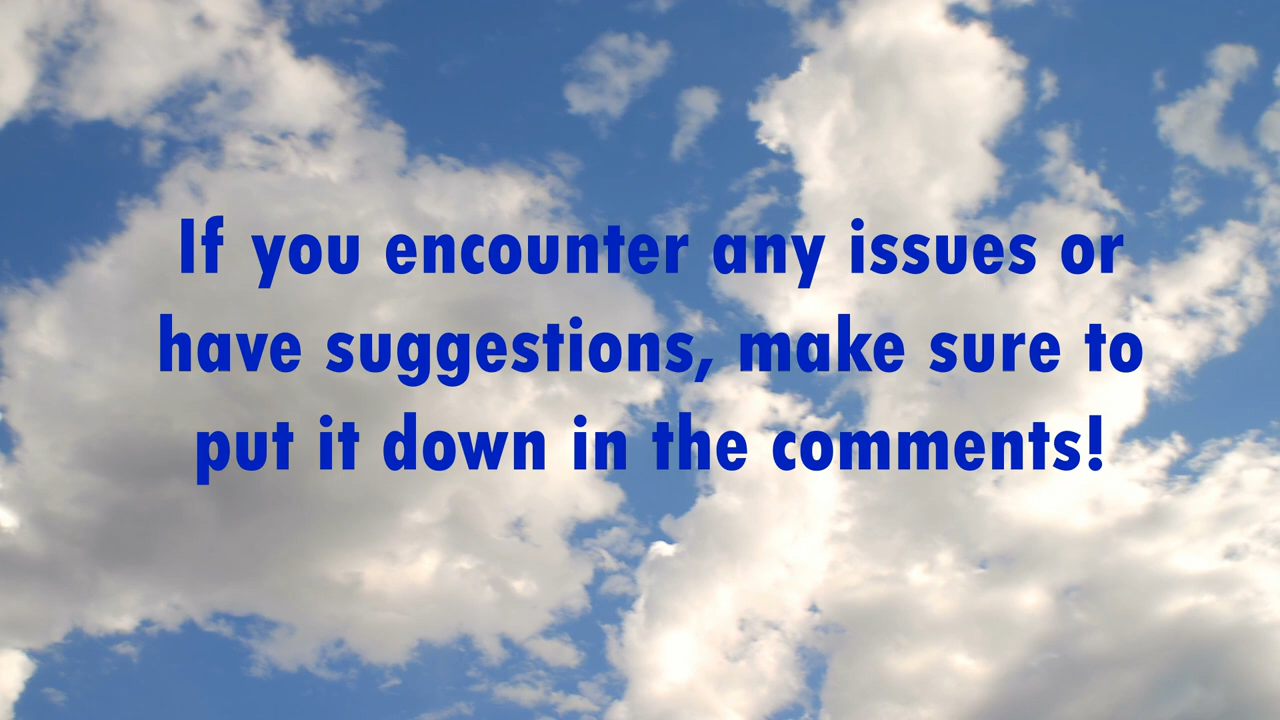 If you encounter any issues or
have suggestions, make sure to
put it down in the comments!